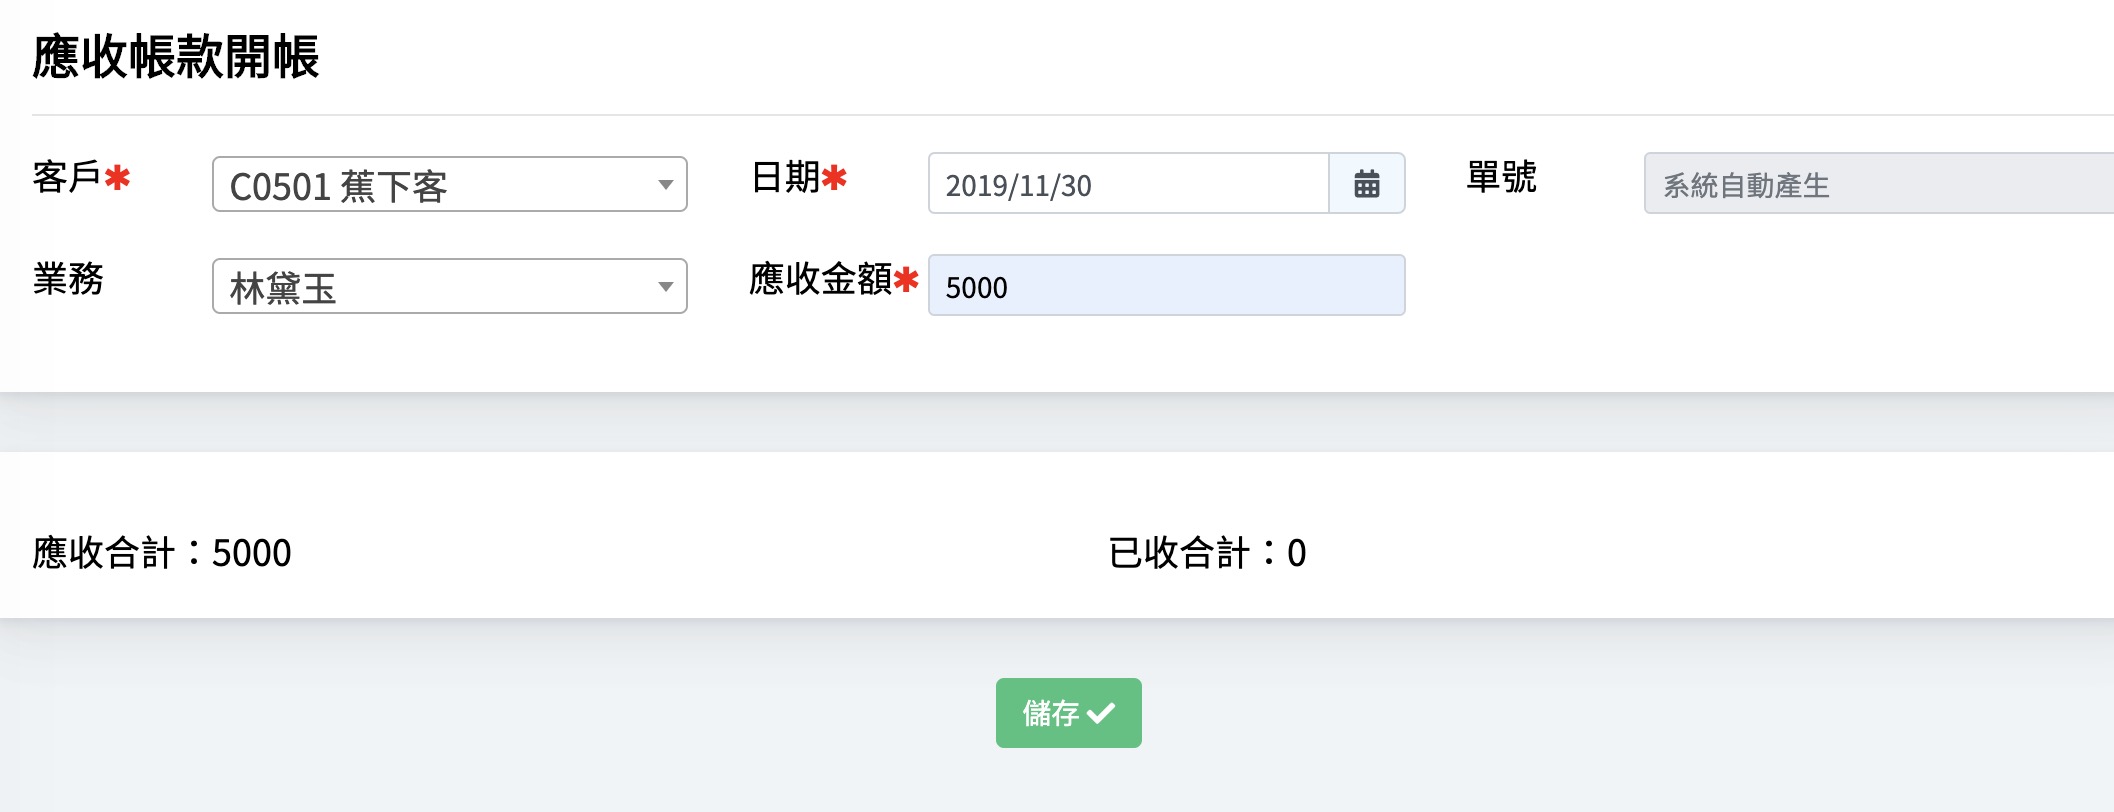 應收帳款開帳
客戶✱ C0501 蕉下客 日期✱ 2019/11/30 單號 系統自動產生
業務 林黛玉 應收金額✱ 5000
應收合計：5000 已收合計：0
儲存